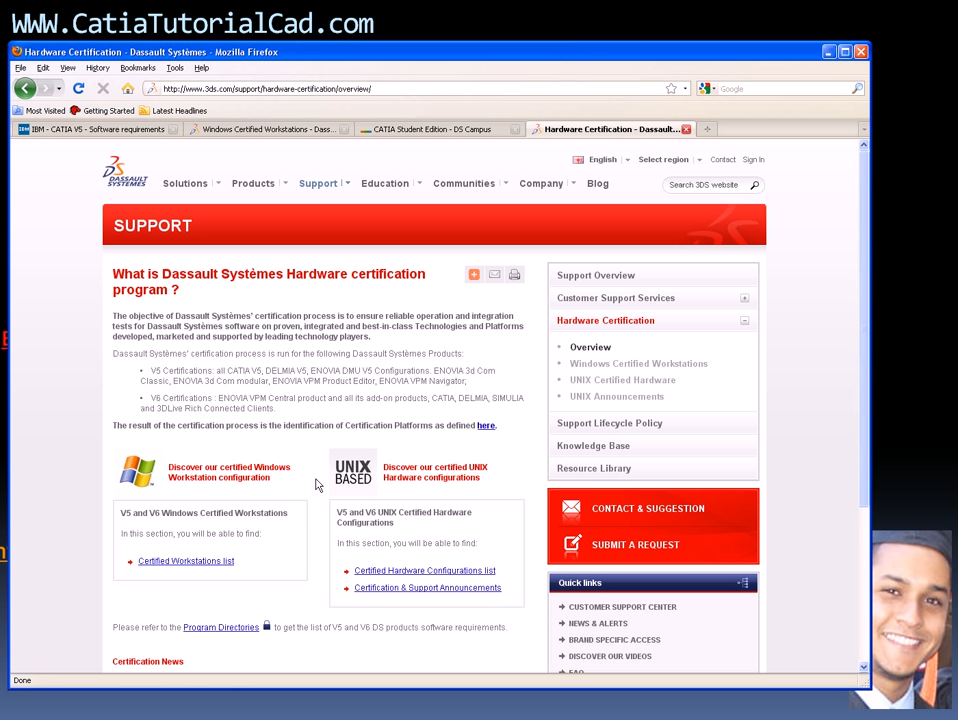 WWW.CatiaTutorialCad.com
Hardware Certification - Dassault Systèmes - Mozilla Firefox
File Edit View History Bookmarks Tools Help
http://www.3ds.com/support/hardware-certification/overview/
Google
Most Visited Getting Started Latest Headlines
IBM - CATIA V5 - Software requirements
Windows Certified Workstations - Dass...
CATIA Student Edition - DS Campus
Hardware Certification - Dassault...
English Select region Contact Sign In
DASSAULT
SYSTEMES
Solutions Products Support Education Communities Company Blog
Search 3DS website
SUPPORT
What is Dassault Systèmes Hardware certification
program ?
The objective of Dassault Systèmes' certification process is to ensure reliable operation and integration
tests for Dassault Systèmes software on proven, integrated and best-in-class Technologies and Platforms
developed, marketed and supported by leading technology players.
Dassault Systèmes' certification process is run for the following Dassault Systèmes Products:
• V5 Certifications: all CATIA V5, DELMIA V5, ENOVIA DMU V5 Configurations. ENOVIA 3d Com
Classic, ENOVIA 3d Com modular, ENOVIA VPM Product Editor, ENOVIA VPM Navigator;
• V6 Certifications : ENOVIA VPM Central product and all its add-on products, CATIA, DELMIA, SIMULIA
and 3DLive Rich Connected Clients.
The result of the certification process is the identification of Certification Platforms as defined here.
Discover our certified Windows
Workstation configuration
UNIX
BASED
Discover our certified UNIX
Hardware configurations
V5 and V6 Windows Certified Workstations
In this section, you will be able to find:
Certified Workstations list
V5 and V6 UNIX Certified Hardware
Configurations
In this section, you will be able to find:
Certified Hardware Configurations list
Certification & Support Announcements
Please refer to the Program Directories to get the list of V5 and V6 DS products software requirements.
Certification News
Support Overview
Customer Support Services
Hardware Certification
• Overview
• Windows Certified Workstations
• UNIX Certified Hardware
• UNIX Announcements
Support Lifecycle Policy
Knowledge Base
Resource Library
CONTACT & SUGGESTION
SUBMIT A REQUEST
Quick links
CUSTOMER SUPPORT CENTER
NEWS & ALERTS
BRAND SPECIFIC ACCESS
DISCOVER OUR VIDEOS
FAQ
Done